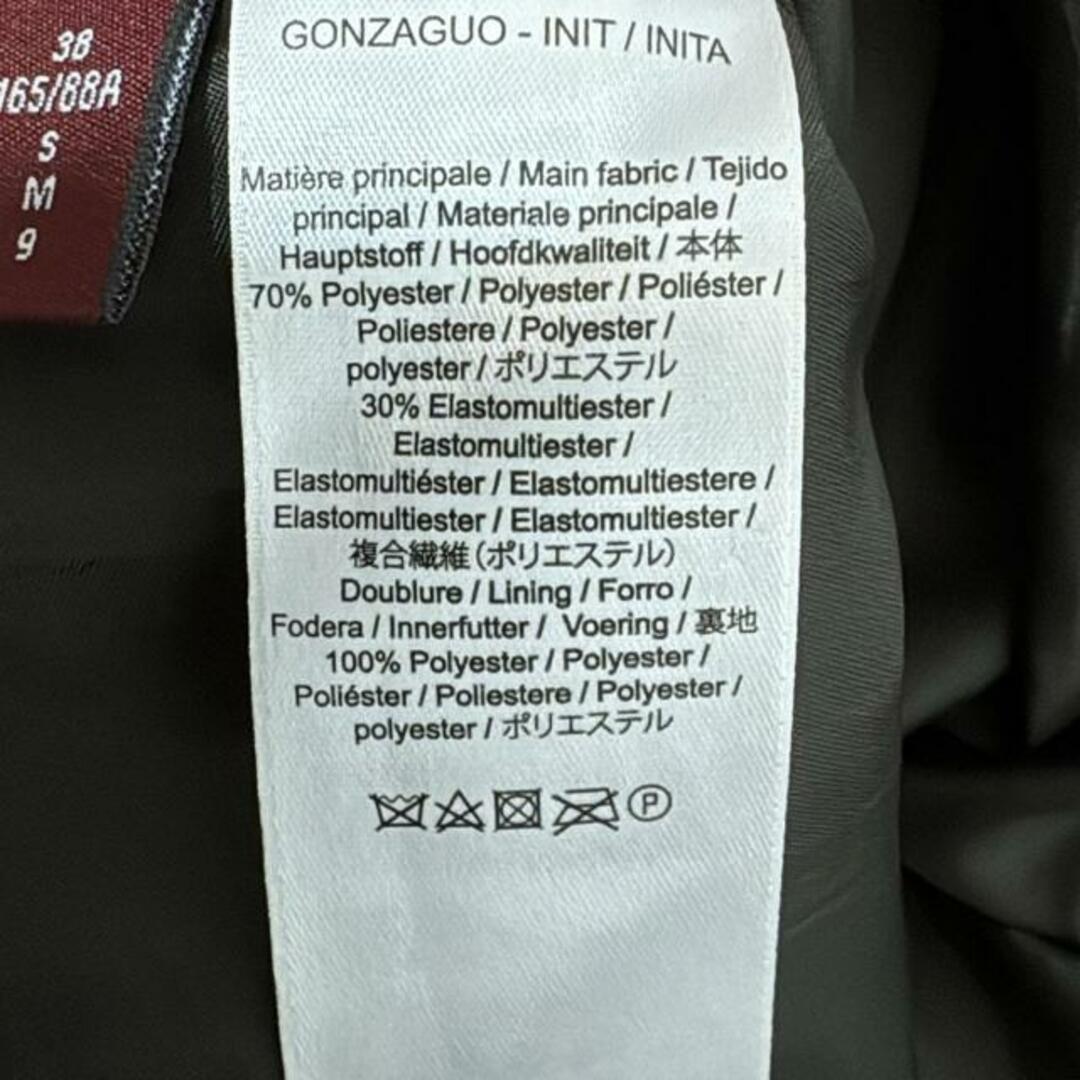 38
165/88A
S
M
9
GONZAGUO - INIT / INITA
Matière principale / Main fabric / Tejido
principal / Materiale principale /
Hauptstoff / Hoofdkwaliteit / 本体
70% Polyester / Polyester / Poliéster /
Poliestere / Polyester /
polyester / ポリエステル
30% Elastomultiester /
Elastomultiester /
Elastomultiéster / Elastomultiestere /
Elastomultiester / Elastomultiester /
複合繊維(ポリエステル)
Doublure / Lining / Forro /
Fodera / Innerfutter / Voering / 裏地
100% Polyester / Polyester /
Poliéster / Poliestere / Polyester /
polyester / ポリエステル
P